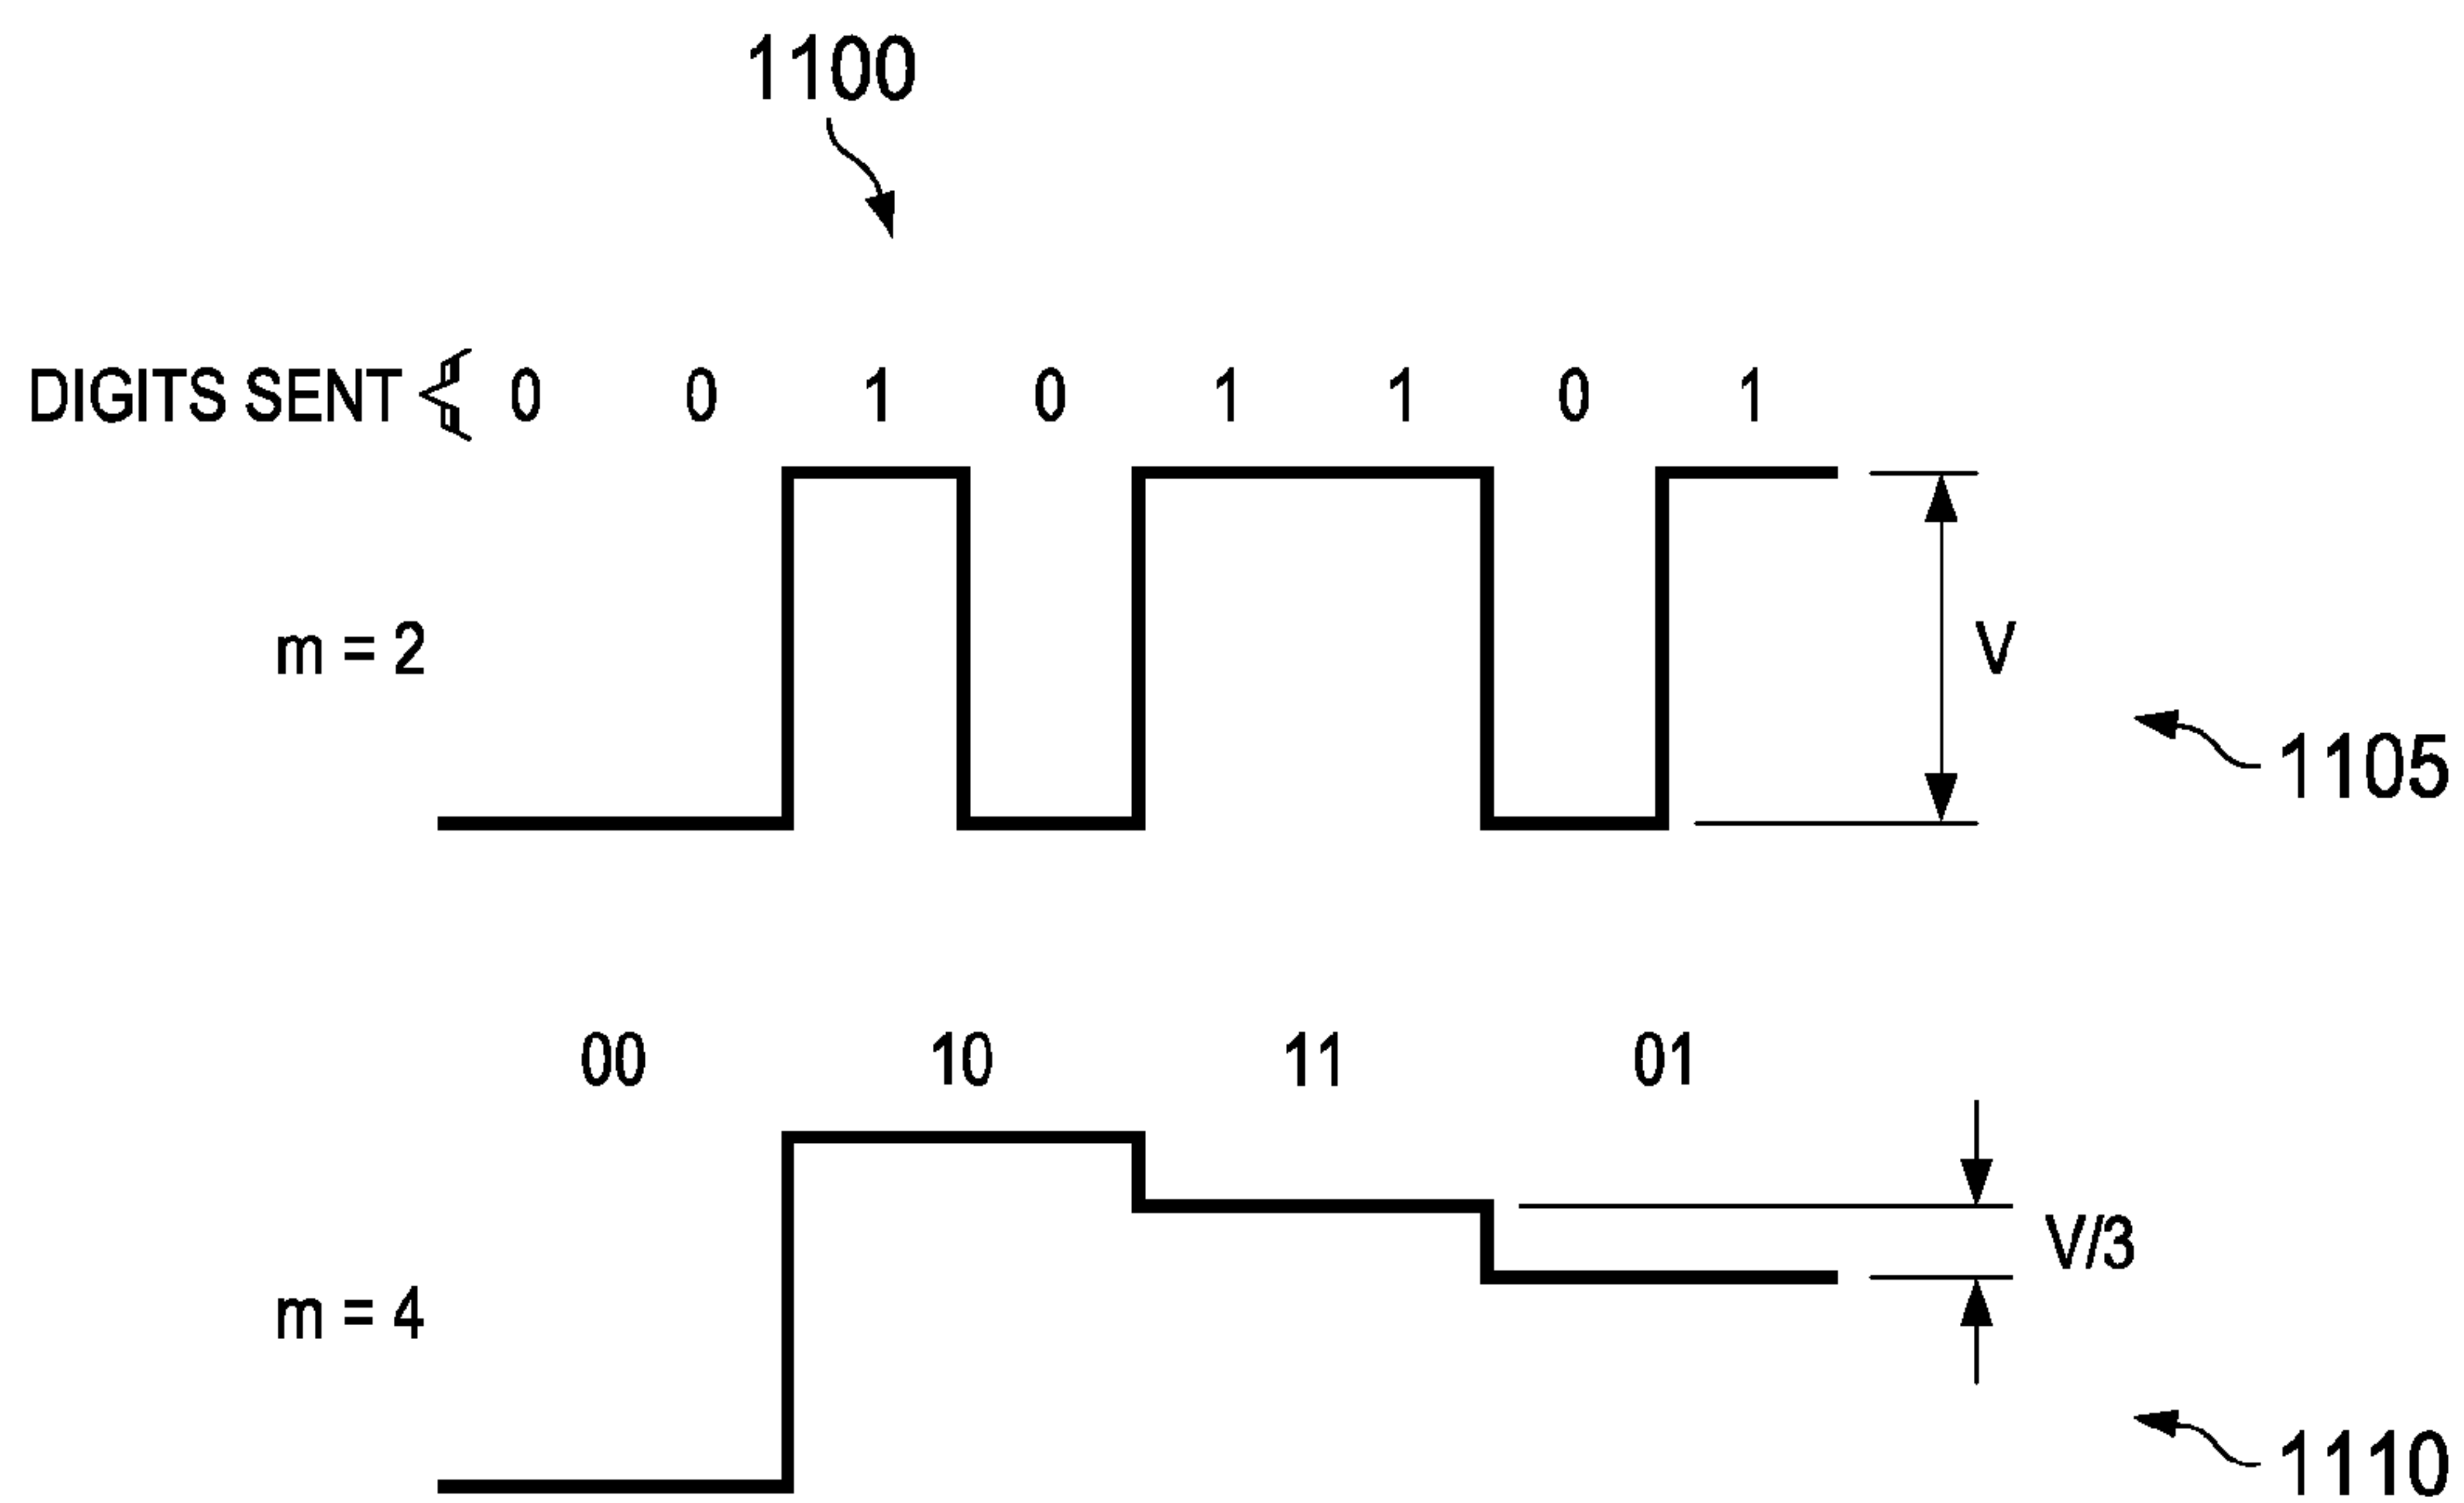 1100
DIGITS SENT 0 0 1 0 1 1 0 1
m = 2
V
1105
00 10 11 01
V/3
m = 4
1110